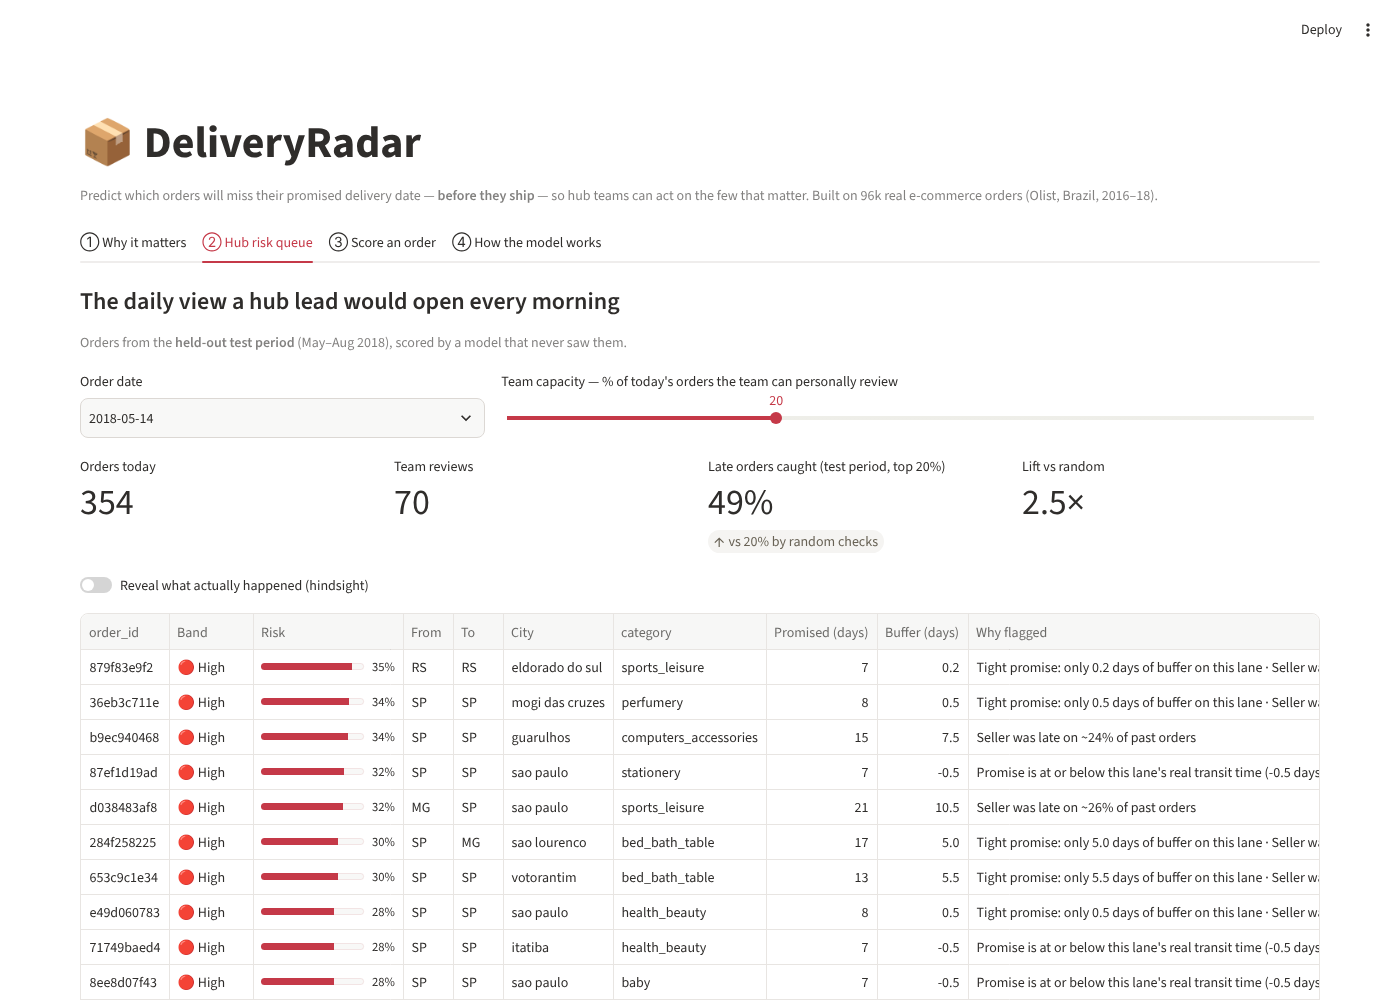 Deploy
DeliveryRadar
Predict which orders will miss their promised delivery date — before they ship — so hub teams can act on the few that matter. Built on 96k real e-commerce orders (Olist, Brazil, 2016–18).
① Why it matters ② Hub risk queue ③ Score an order ④ How the model works
The daily view a hub lead would open every morning
Orders from the held-out test period (May–Aug 2018), scored by a model that never saw them.
Order date Team capacity — % of today's orders the team can personally review
20
2018-05-14
Orders today Team reviews Late orders caught (test period, top 20%) Lift vs random
354 70 49% 2.5×
↑ vs 20% by random checks
Reveal what actually happened (hindsight)
order_id Band Risk From To City category Promised (days) Buffer (days) Why flagged
879f83e9f2 High 35% RS RS eldorado do sul sports_leisure 7 0.2 Tight promise: only 0.2 days of buffer on this lane · Seller
36eb3c711e High 34% SP SP mogi das cruzes perfumery 8 0.5 Tight promise: only 0.5 days of buffer on this lane · Seller
b9ec940468 High 34% SP SP guarulhos computers_accessories 15 7.5 Seller was late on ~24% of past orders
87ef1d19ad High 32% SP SP sao paulo stationery 7 -0.5 Promise is at or below this lane's real transit time (-0.5 days
d038483af8 High 32% MG SP sao paulo sports_leisure 21 10.5 Seller was late on ~26% of past orders
284f258225 High 30% SP MG sao lourenco bed_bath_table 17 5.0 Tight promise: only 5.0 days of buffer on this lane · Seller
653c9c1e34 High 30% SP SP votorantim bed_bath_table 13 5.5 Tight promise: only 5.5 days of buffer on this lane · Seller
e49d060783 High 28% SP SP sao paulo health_beauty 8 0.5 Tight promise: only 0.5 days of buffer on this lane · Seller
71749baed4 High 28% SP SP itatiba health_beauty 7 -0.5 Promise is at or below this lane's real transit time (-0.5 days
8ee8d07f43 High 28% SP SP sao paulo baby 7 -0.5 Promise is at or below this lane's real transit time (-0.5 days